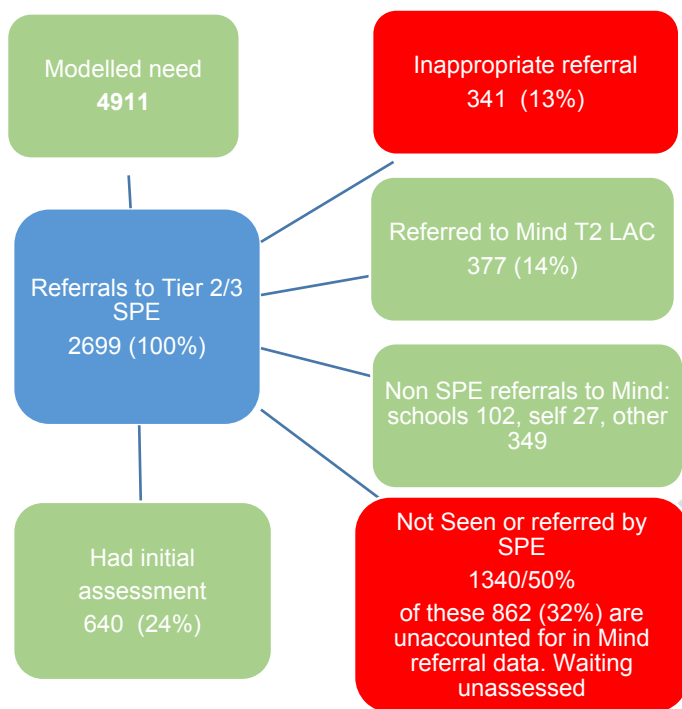 Modelled need
4911
Inappropriate referral
341 (13%)
Referrals to Tier 2/3
SPE
2699 (100%)
Referred to Mind T2 LAC
377 (14%)
Non SPE referrals to Mind:
schools 102, self 27, other
349
Had initial
assessment
640 (24%)
Not Seen or referred by
SPE
1340/50%
of these 862 (32%) are
unaccounted for in Mind
referral data. Waiting
unassessed